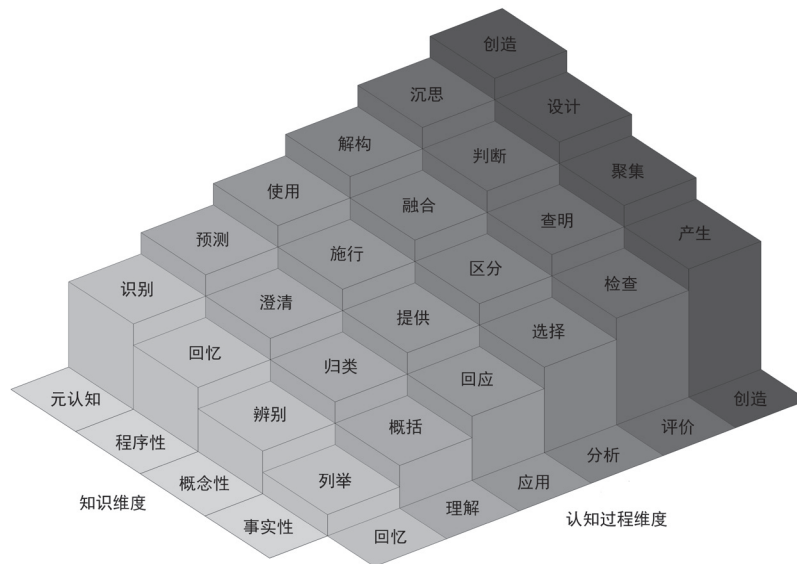 创造
沉思
设计
解构
判断
聚集
使用
融合
查明
产生
预测
施行
区分
检查
识别
澄清
提供
选择
回忆
归类
回应
辨别
概括
列举
元认知
程序性
概念性
事实性
知识维度
回忆
理解
应用
分析
评价
创造
认知过程维度